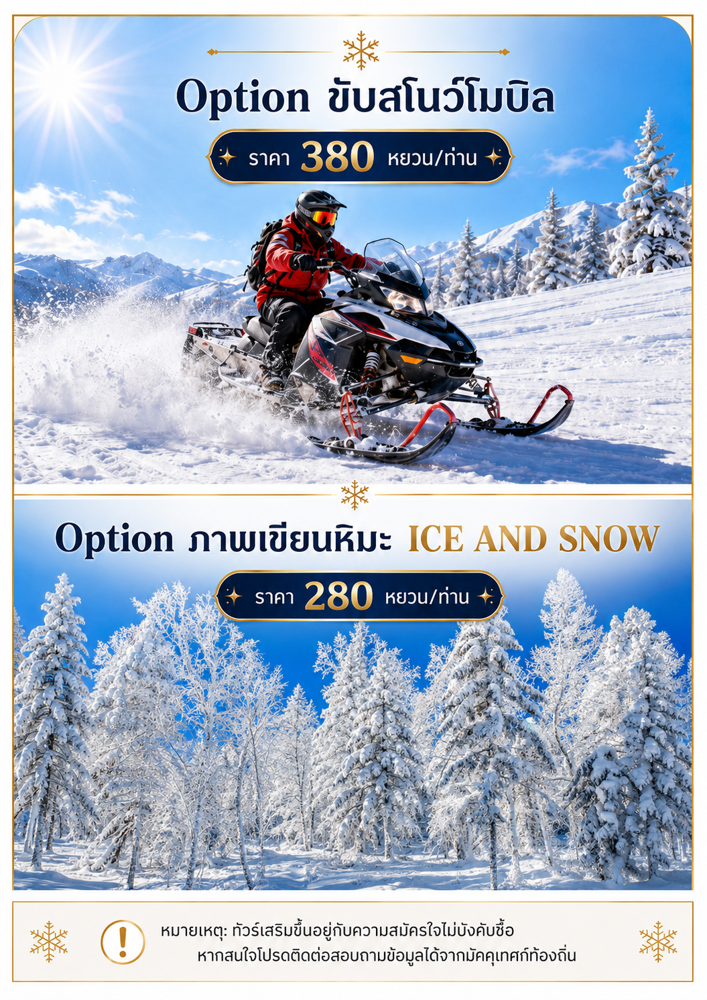 Option ขับสโนว์โมบิล
ราคา 380 หยวน/ท่าน
Option ภาพเขียนหิมะ ICE AND SNOW
ราคา 280 หยวน/ท่าน
หมายเหตุ: ทัวร์เสริมขึ้นอยู่กับความสมัครใจไม่บังคับซื้อ
หากสนใจโปรดติดต่อสอบถามข้อมูลได้จากมัคคุเทศก์ท้องถิ่น